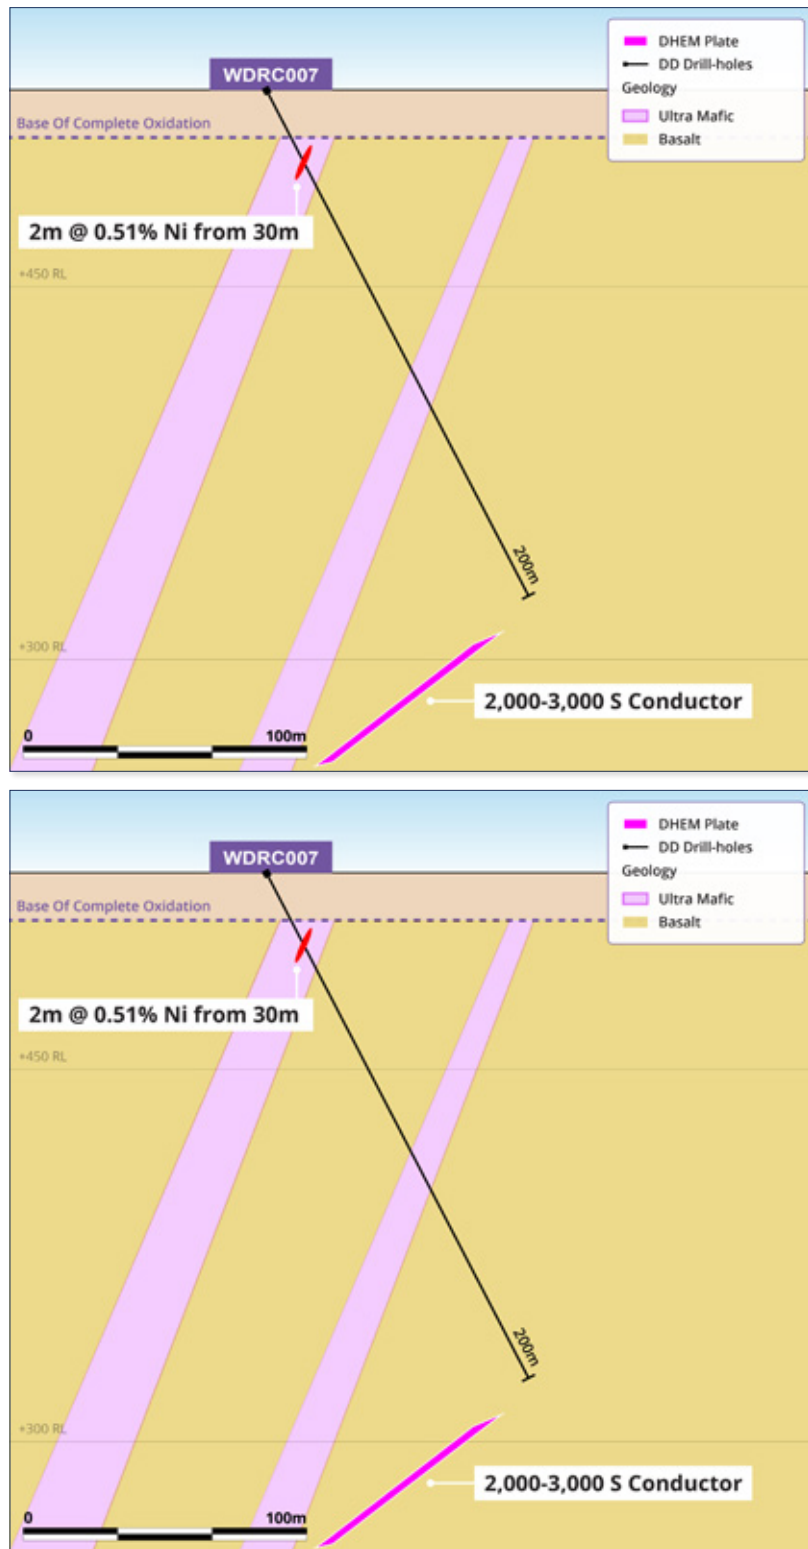 DHEM Plate
DD Drill-holes
Geology
Ultra Mafic
Basalt
WDRC007
Base Of Complete Oxidation
2m @ 0.51% Ni from 30m
+450 RL
200m
+300 RL
2,000-3,000 S Conductor
0 100m
DHEM Plate
DD Drill-holes
Geology
Ultra Mafic
Basalt
WDRC007
Base Of Complete Oxidation
2m @ 0.51% Ni from 30m
+450 RL
200m
+300 RL
2,000-3,000 S Conductor
0 100m